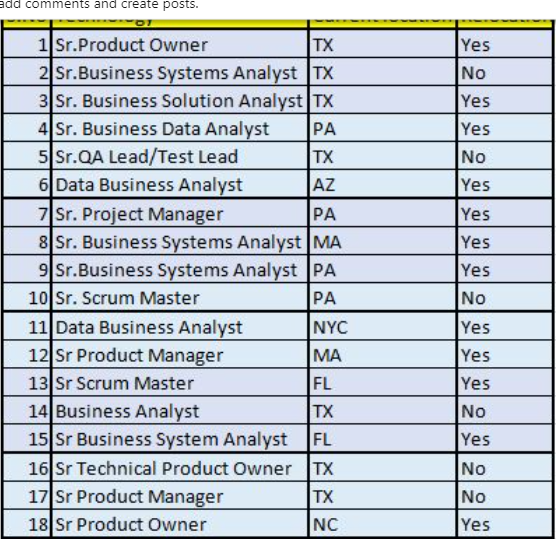 add comments and create posts.
Technology Current location Relocation
1 Sr.Product Owner TX Yes
2 Sr.Business Systems Analyst TX No
3 Sr. Business Solution Analyst TX Yes
4 Sr. Business Data Analyst PA Yes
5 Sr.QA Lead/Test Lead TX No
6 Data Business Analyst AZ Yes
7 Sr. Project Manager PA Yes
8 Sr. Business Systems Analyst MA Yes
9 Sr.Business Systems Analyst PA Yes
10 Sr. Scrum Master PA No
11 Data Business Analyst NYC Yes
12 Sr Product Manager MA Yes
13 Sr Scrum Master FL Yes
14 Business Analyst TX No
15 Sr Business System Analyst FL Yes
16 Sr Technical Product Owner TX No
17 Sr Product Manager TX No
18 Sr Product Owner NC Yes